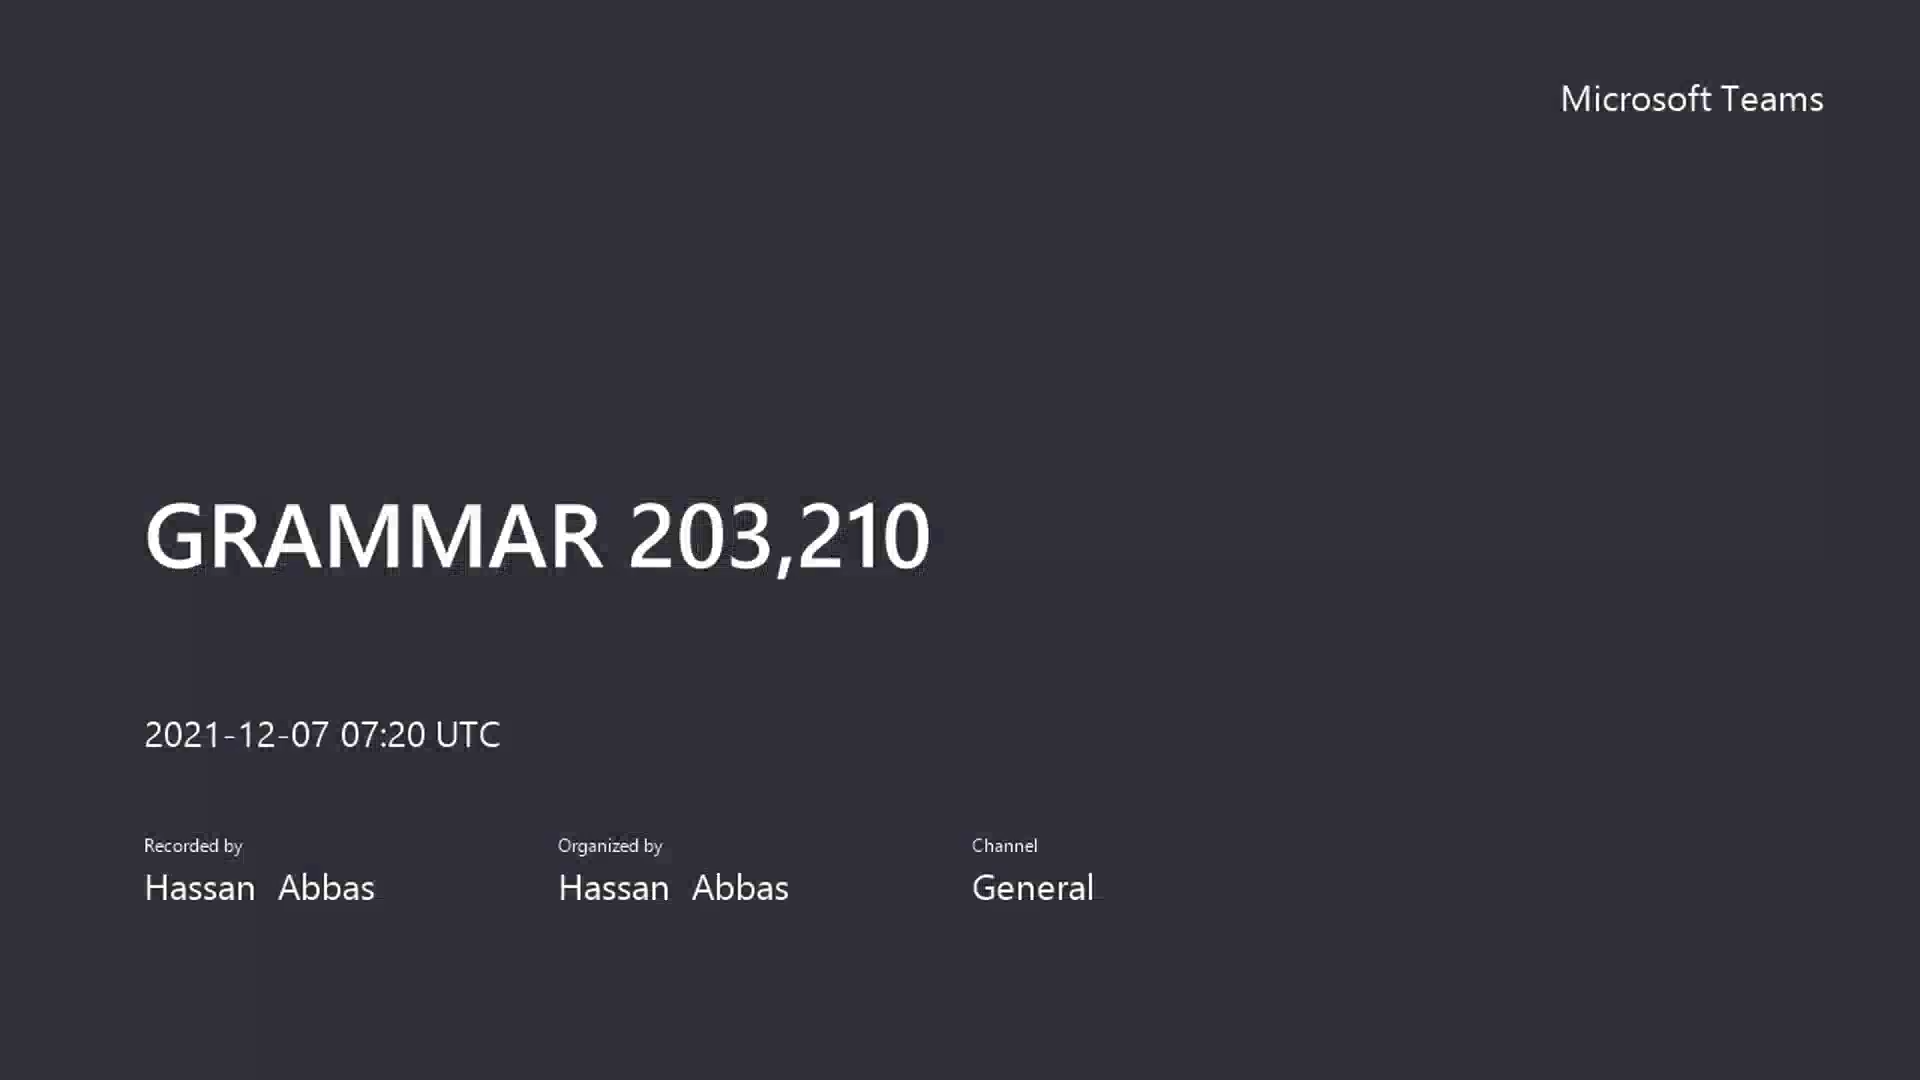 Microsoft Teams
GRAMMAR 203,210
2021-12-07 07:20 UTC
Recorded by
Hassan Abbas
Organized by
Hassan Abbas
Channel
General